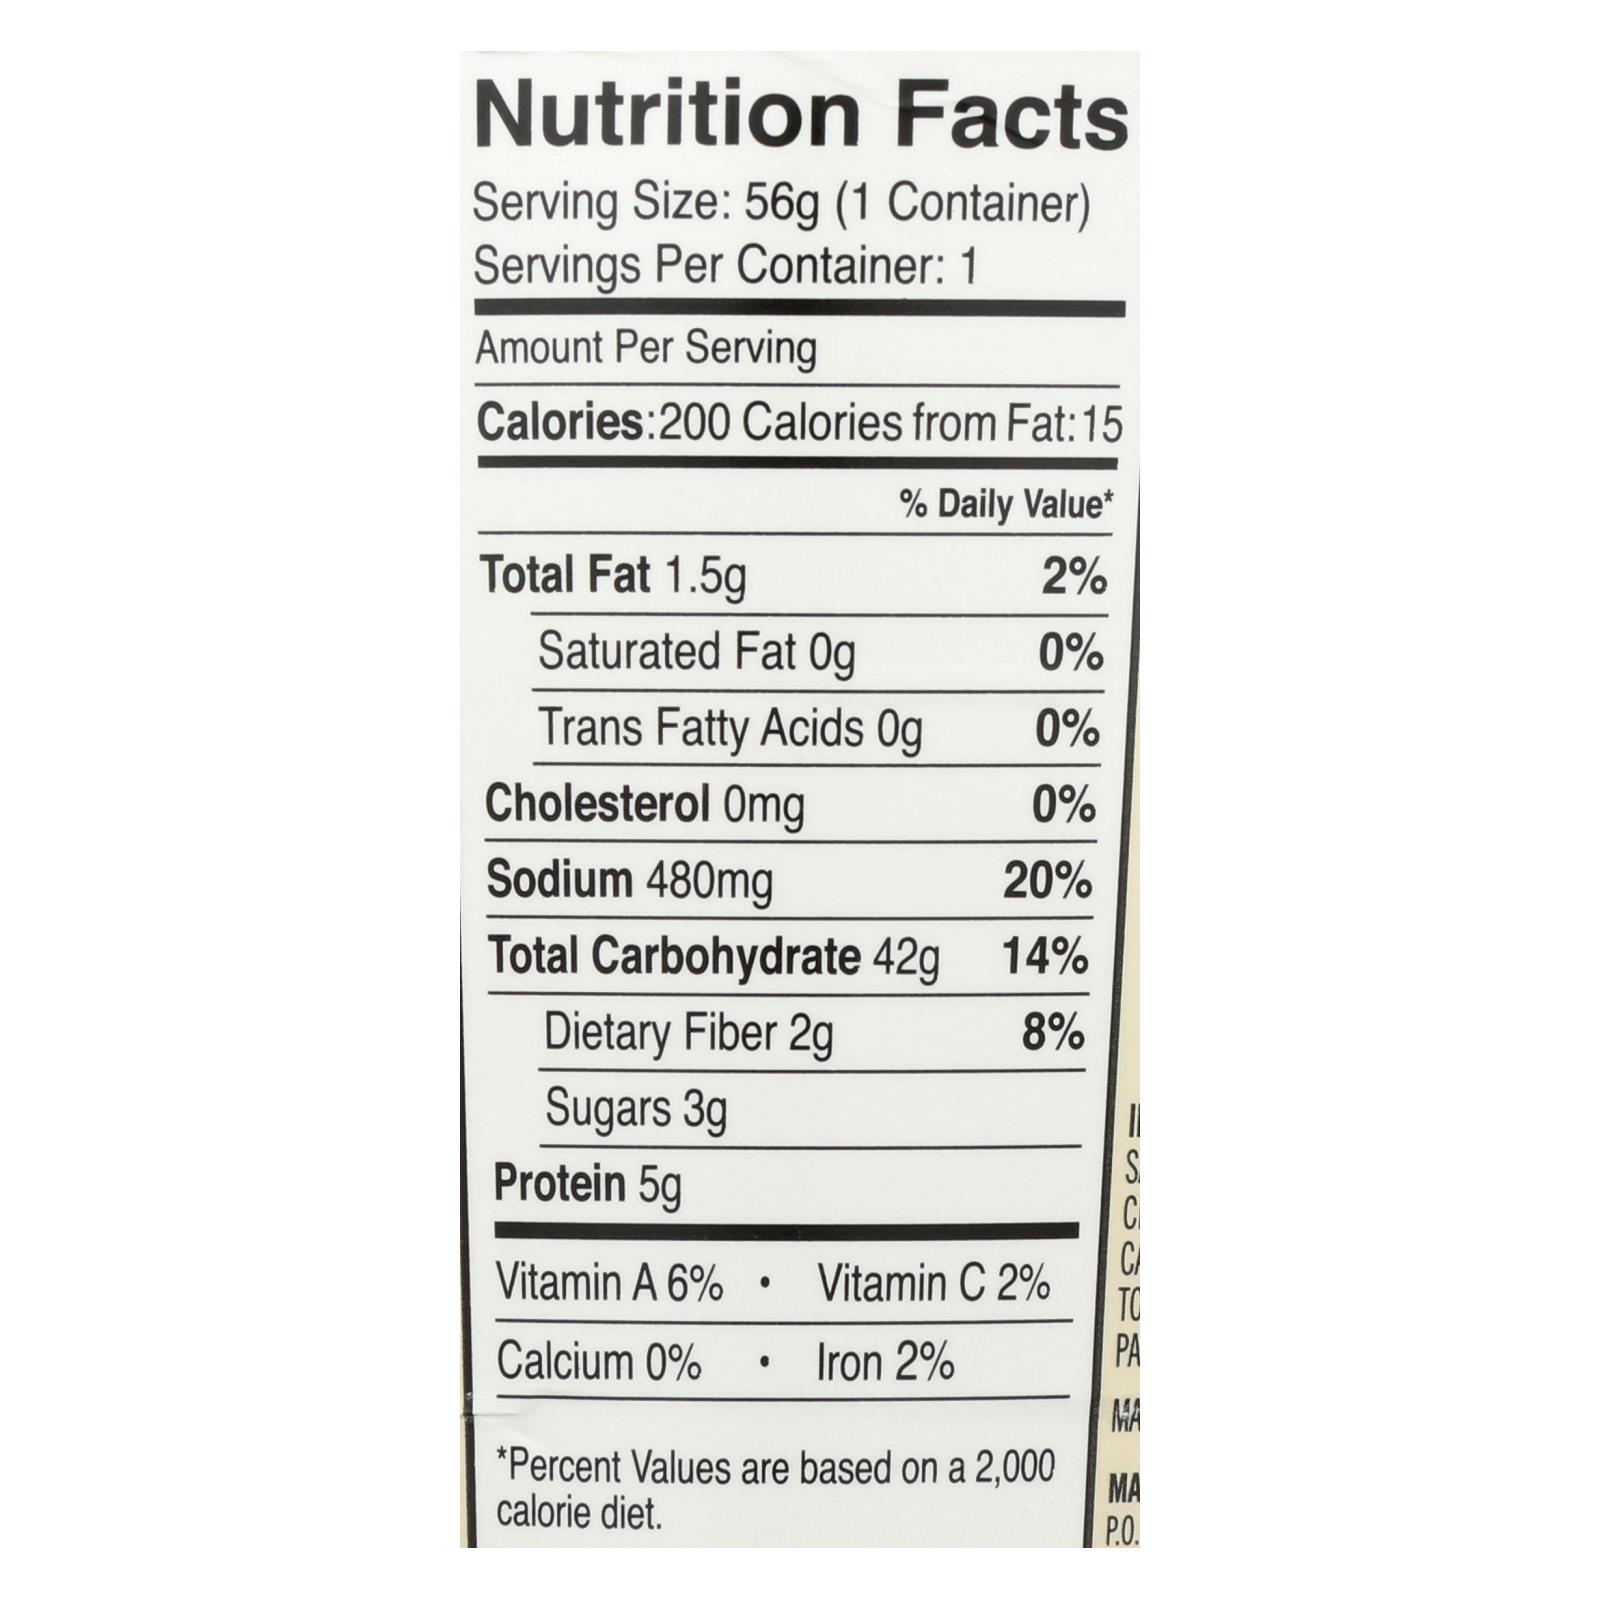 Nutrition Facts
Serving Size: 56g (1 Container)
Servings Per Container: 1
Amount Per Serving
Calories:200 Calories from Fat:15
% Daily Value*
Total Fat 1.5g 2%
Saturated Fat 0g 0%
Trans Fatty Acids 0g 0%
Cholesterol 0mg 0%
Sodium 480mg 20%
Total Carbohydrate 42g 14%
Dietary Fiber 2g 8%
Sugars 3g
Protein 5g
Vitamin A 6% • Vitamin C 2%
Calcium 0% • Iron 2%
*Percent Values are based on a 2,000
calorie diet.
P.O.